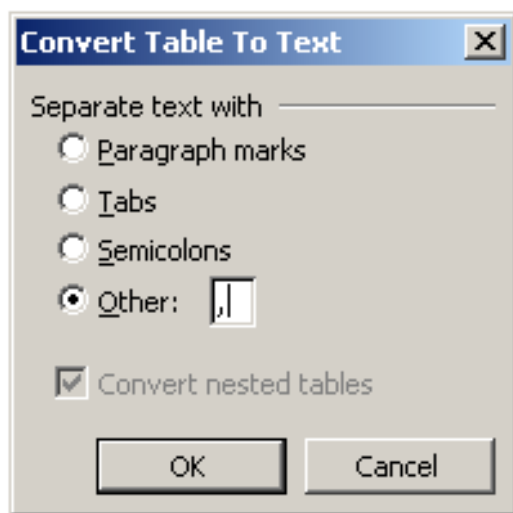 Convert Table To Text
Separate text with
Paragraph marks
Tabs
Semicolons
Other: ,
Convert nested tables
OK Cancel